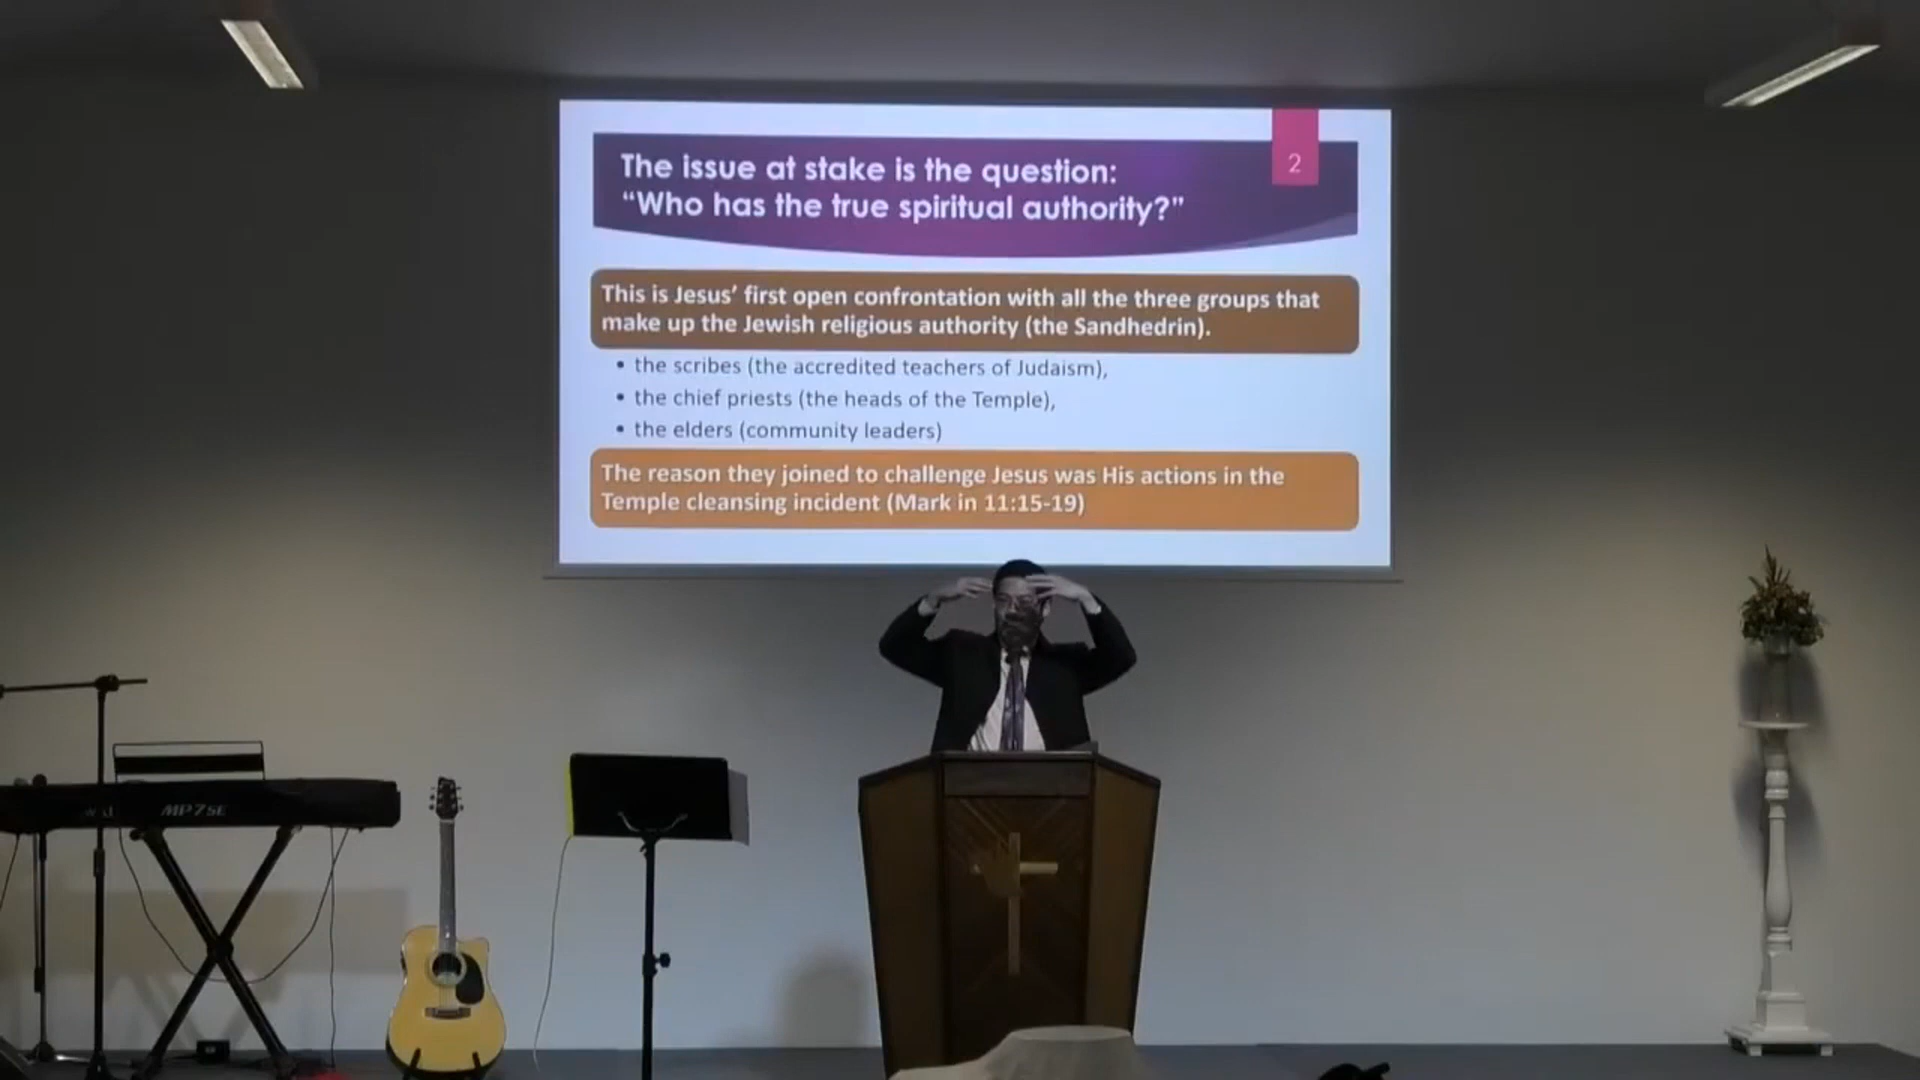 2
The issue at stake is the question:
“Who has the true spiritual authority?”
This is Jesus’ first open confrontation with all the three groups that
make up the Jewish religious authority (the Sandhedrin).
• the scribes (the accredited teachers of Judaism),
• the chief priests (the heads of the Temple),
• the elders (community leaders)
The reason they joined to challenge Jesus was His actions in the
Temple cleansing incident (Mark in 11:15-19)
MP7SE